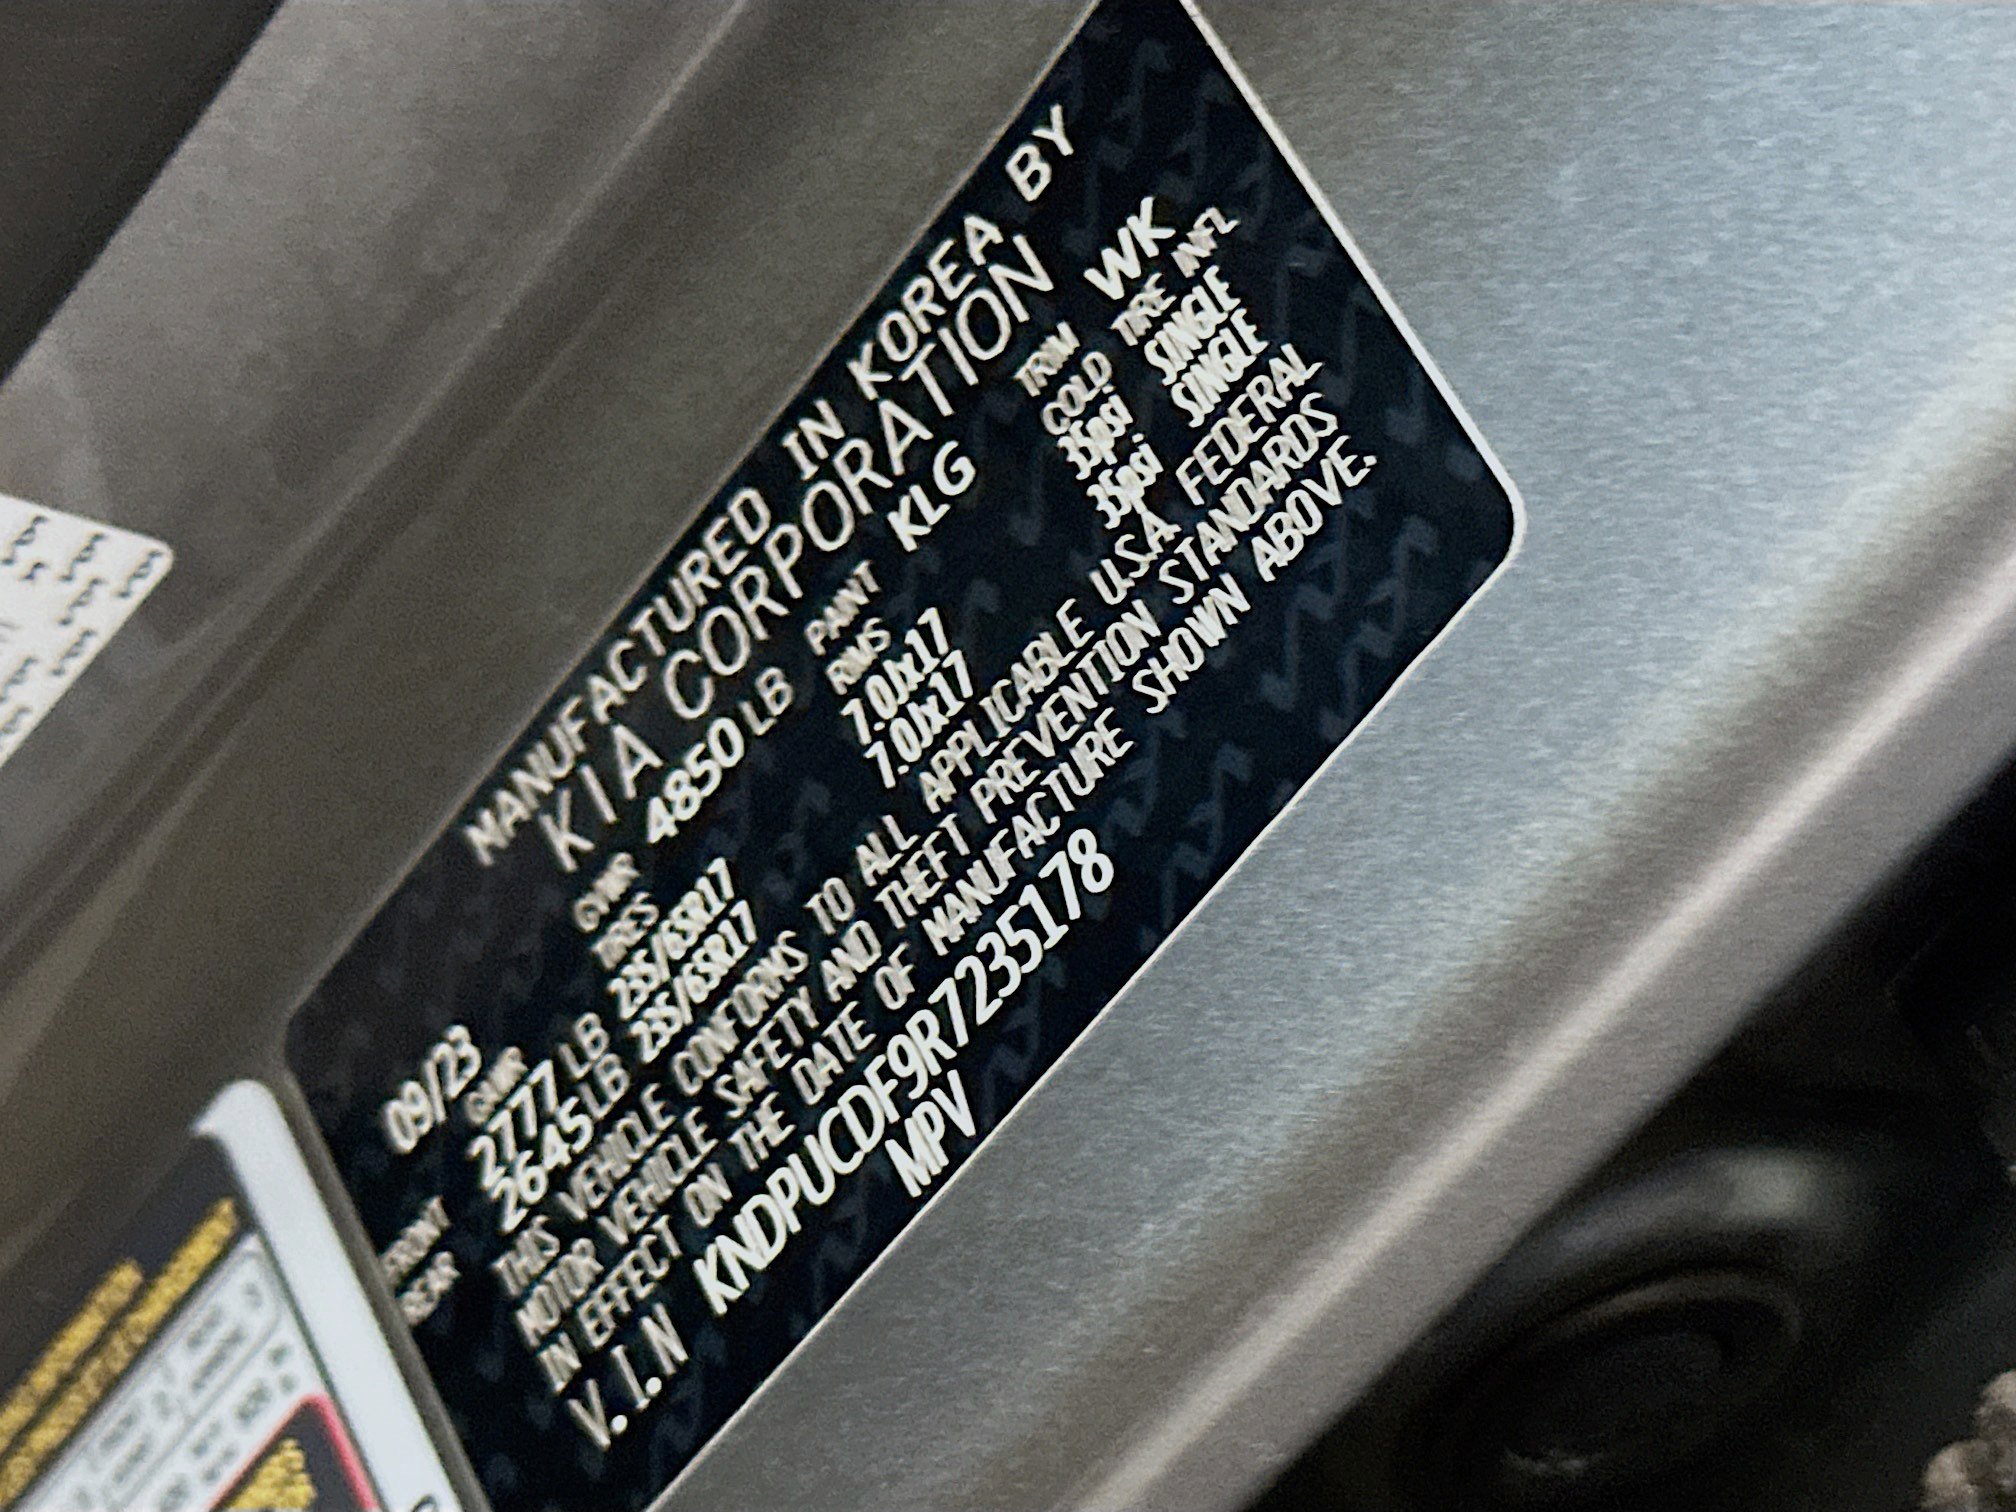 MANUFACTURED IN KOREA BY
KIA CORPORATION
09/23 GVWR 4850 LB PAINT KLG TRIM WK
GAWR TIRES RIMS COLD TIRE INFL
FRONT 2777 LB 235/65R17 7.0Jx17 35psi SINGLE
REAR 2645 LB 235/65R17 7.0Jx17 35psi SINGLE
THIS VEHICLE CONFORMS TO ALL APPLICABLE U.S.A FEDERAL
MOTOR VEHICLE SAFETY AND THEFT PREVENTION STANDARDS
IN EFFECT ON THE DATE OF MANUFACTURE SHOWN ABOVE.
V.I.N KNDPUCDF9R7235178
MPV